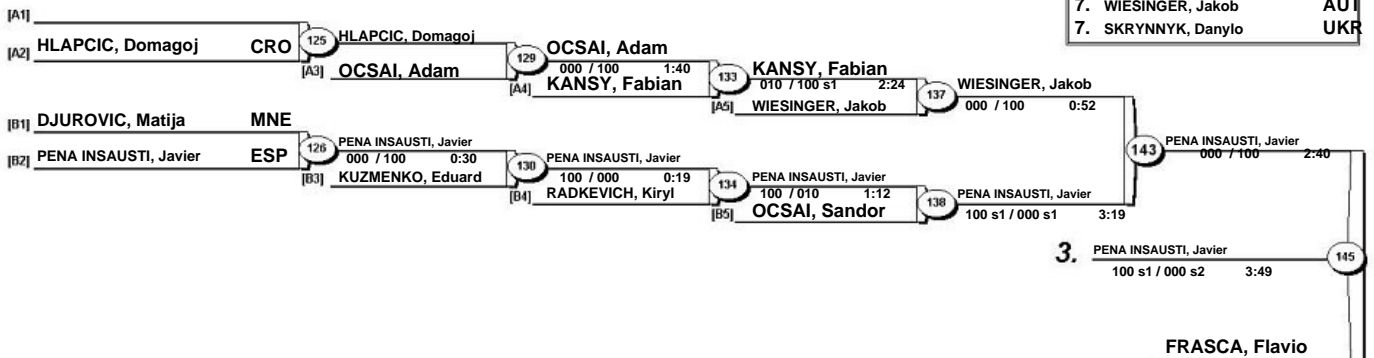 7. WIESINGER, Jakob AUT
7. SKRYNNYK, Danylo UKR
[A1]
[A2] HLAPCIC, Domagoj CRO
125
HLAPCIC, Domagoj
[A3] OCSAI, Adam
129
OCSAI, Adam
000 / 100 1:40
[A4] KANSY, Fabian
133
KANSY, Fabian
010 / 100 s1 2:24
[A5] WIESINGER, Jakob
137
WIESINGER, Jakob
000 / 100 0:52
[B1] DJUROVIC, Matija MNE
[B2] PENA INSAUSTI, Javier ESP
126
PENA INSAUSTI, Javier
000 / 100 0:30
[B3] KUZMENKO, Eduard
130
PENA INSAUSTI, Javier
100 / 000 0:19
[B4] RADKEVICH, Kiryl
134
PENA INSAUSTI, Javier
100 / 010 1:12
[B5] OCSAI, Sandor
138
PENA INSAUSTI, Javier
100 s1 / 000 s1 3:19
143
PENA INSAUSTI, Javier
000 / 100 2:40
3. PENA INSAUSTI, Javier
100 s1 / 000 s2 3:49
145
FRASCA, Flavio